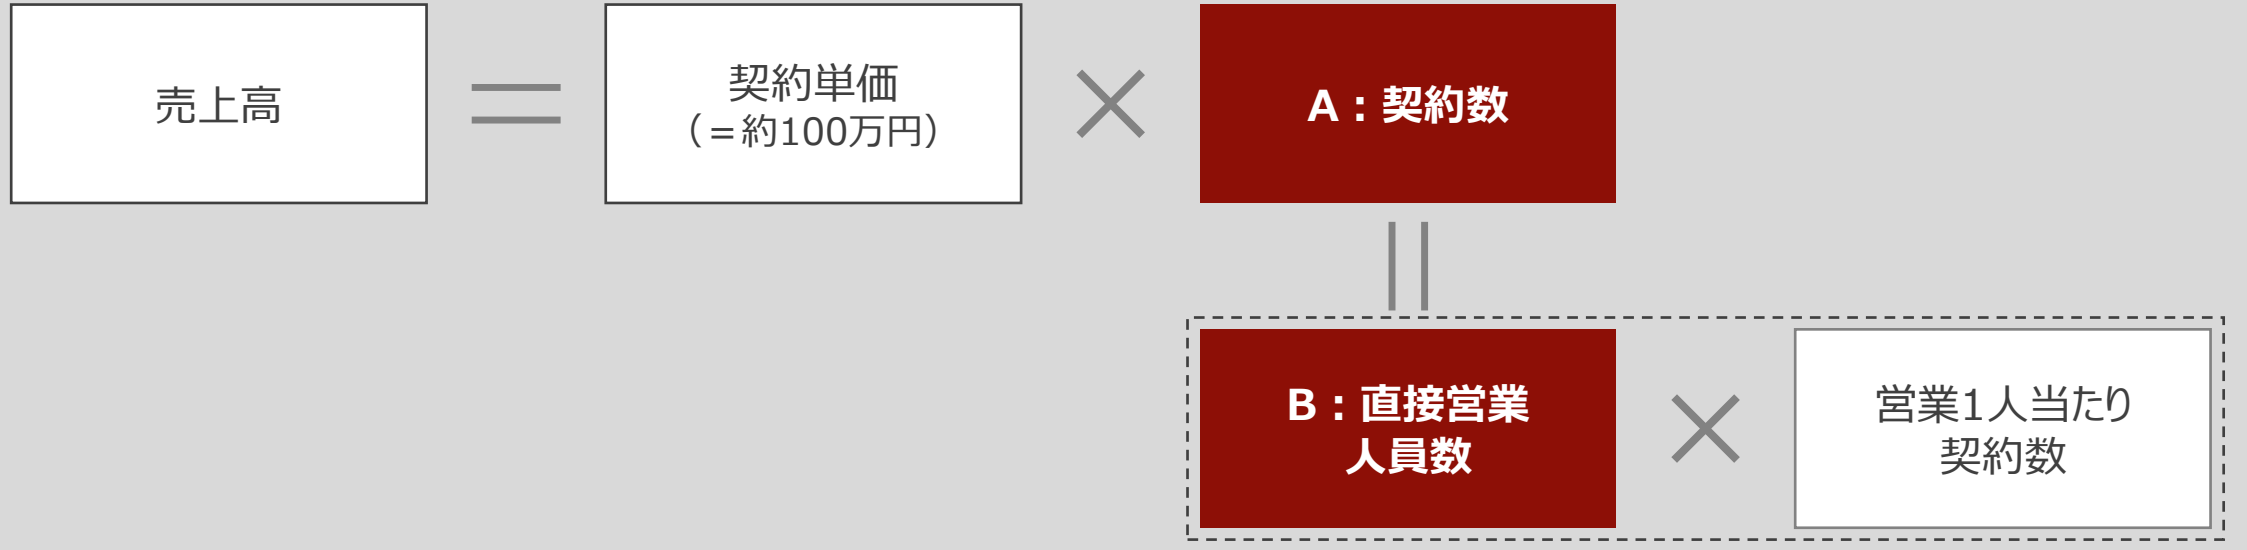 売上高
契約単価
（＝約100万円）
A：契約数
B：直接営業
人員数
営業1人当たり
契約数